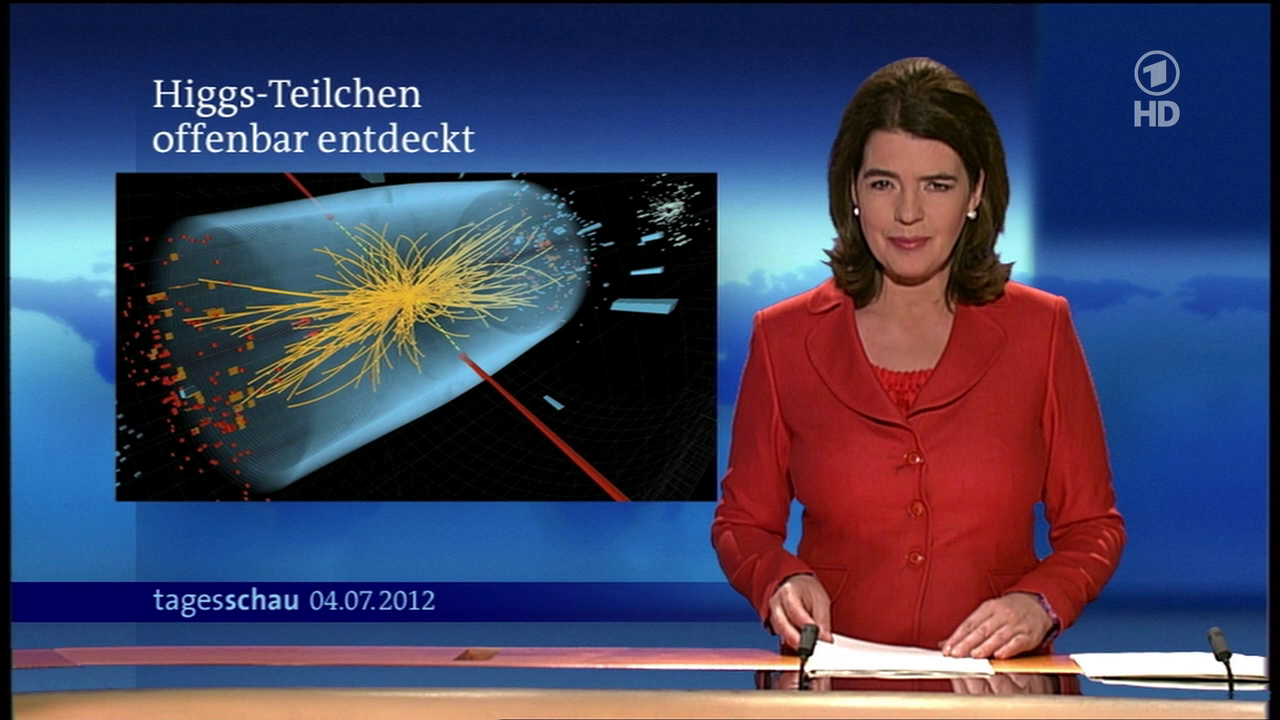 Higgs-Teilchen
offenbar entdeckt
1
HD
tagesschau 04.07.2012